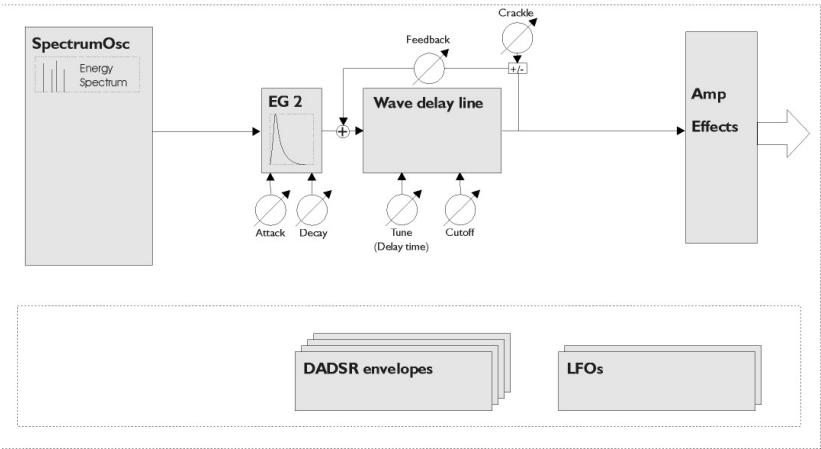 Crackle
Feedback
+/-
SpectrumOsc
Energy
Spectrum
EG 2
Wave delay line
Amp
Effects
+
Attack
Decay
Tune
(Delay time)
Cutoff
DADSR envelopes
LFOs